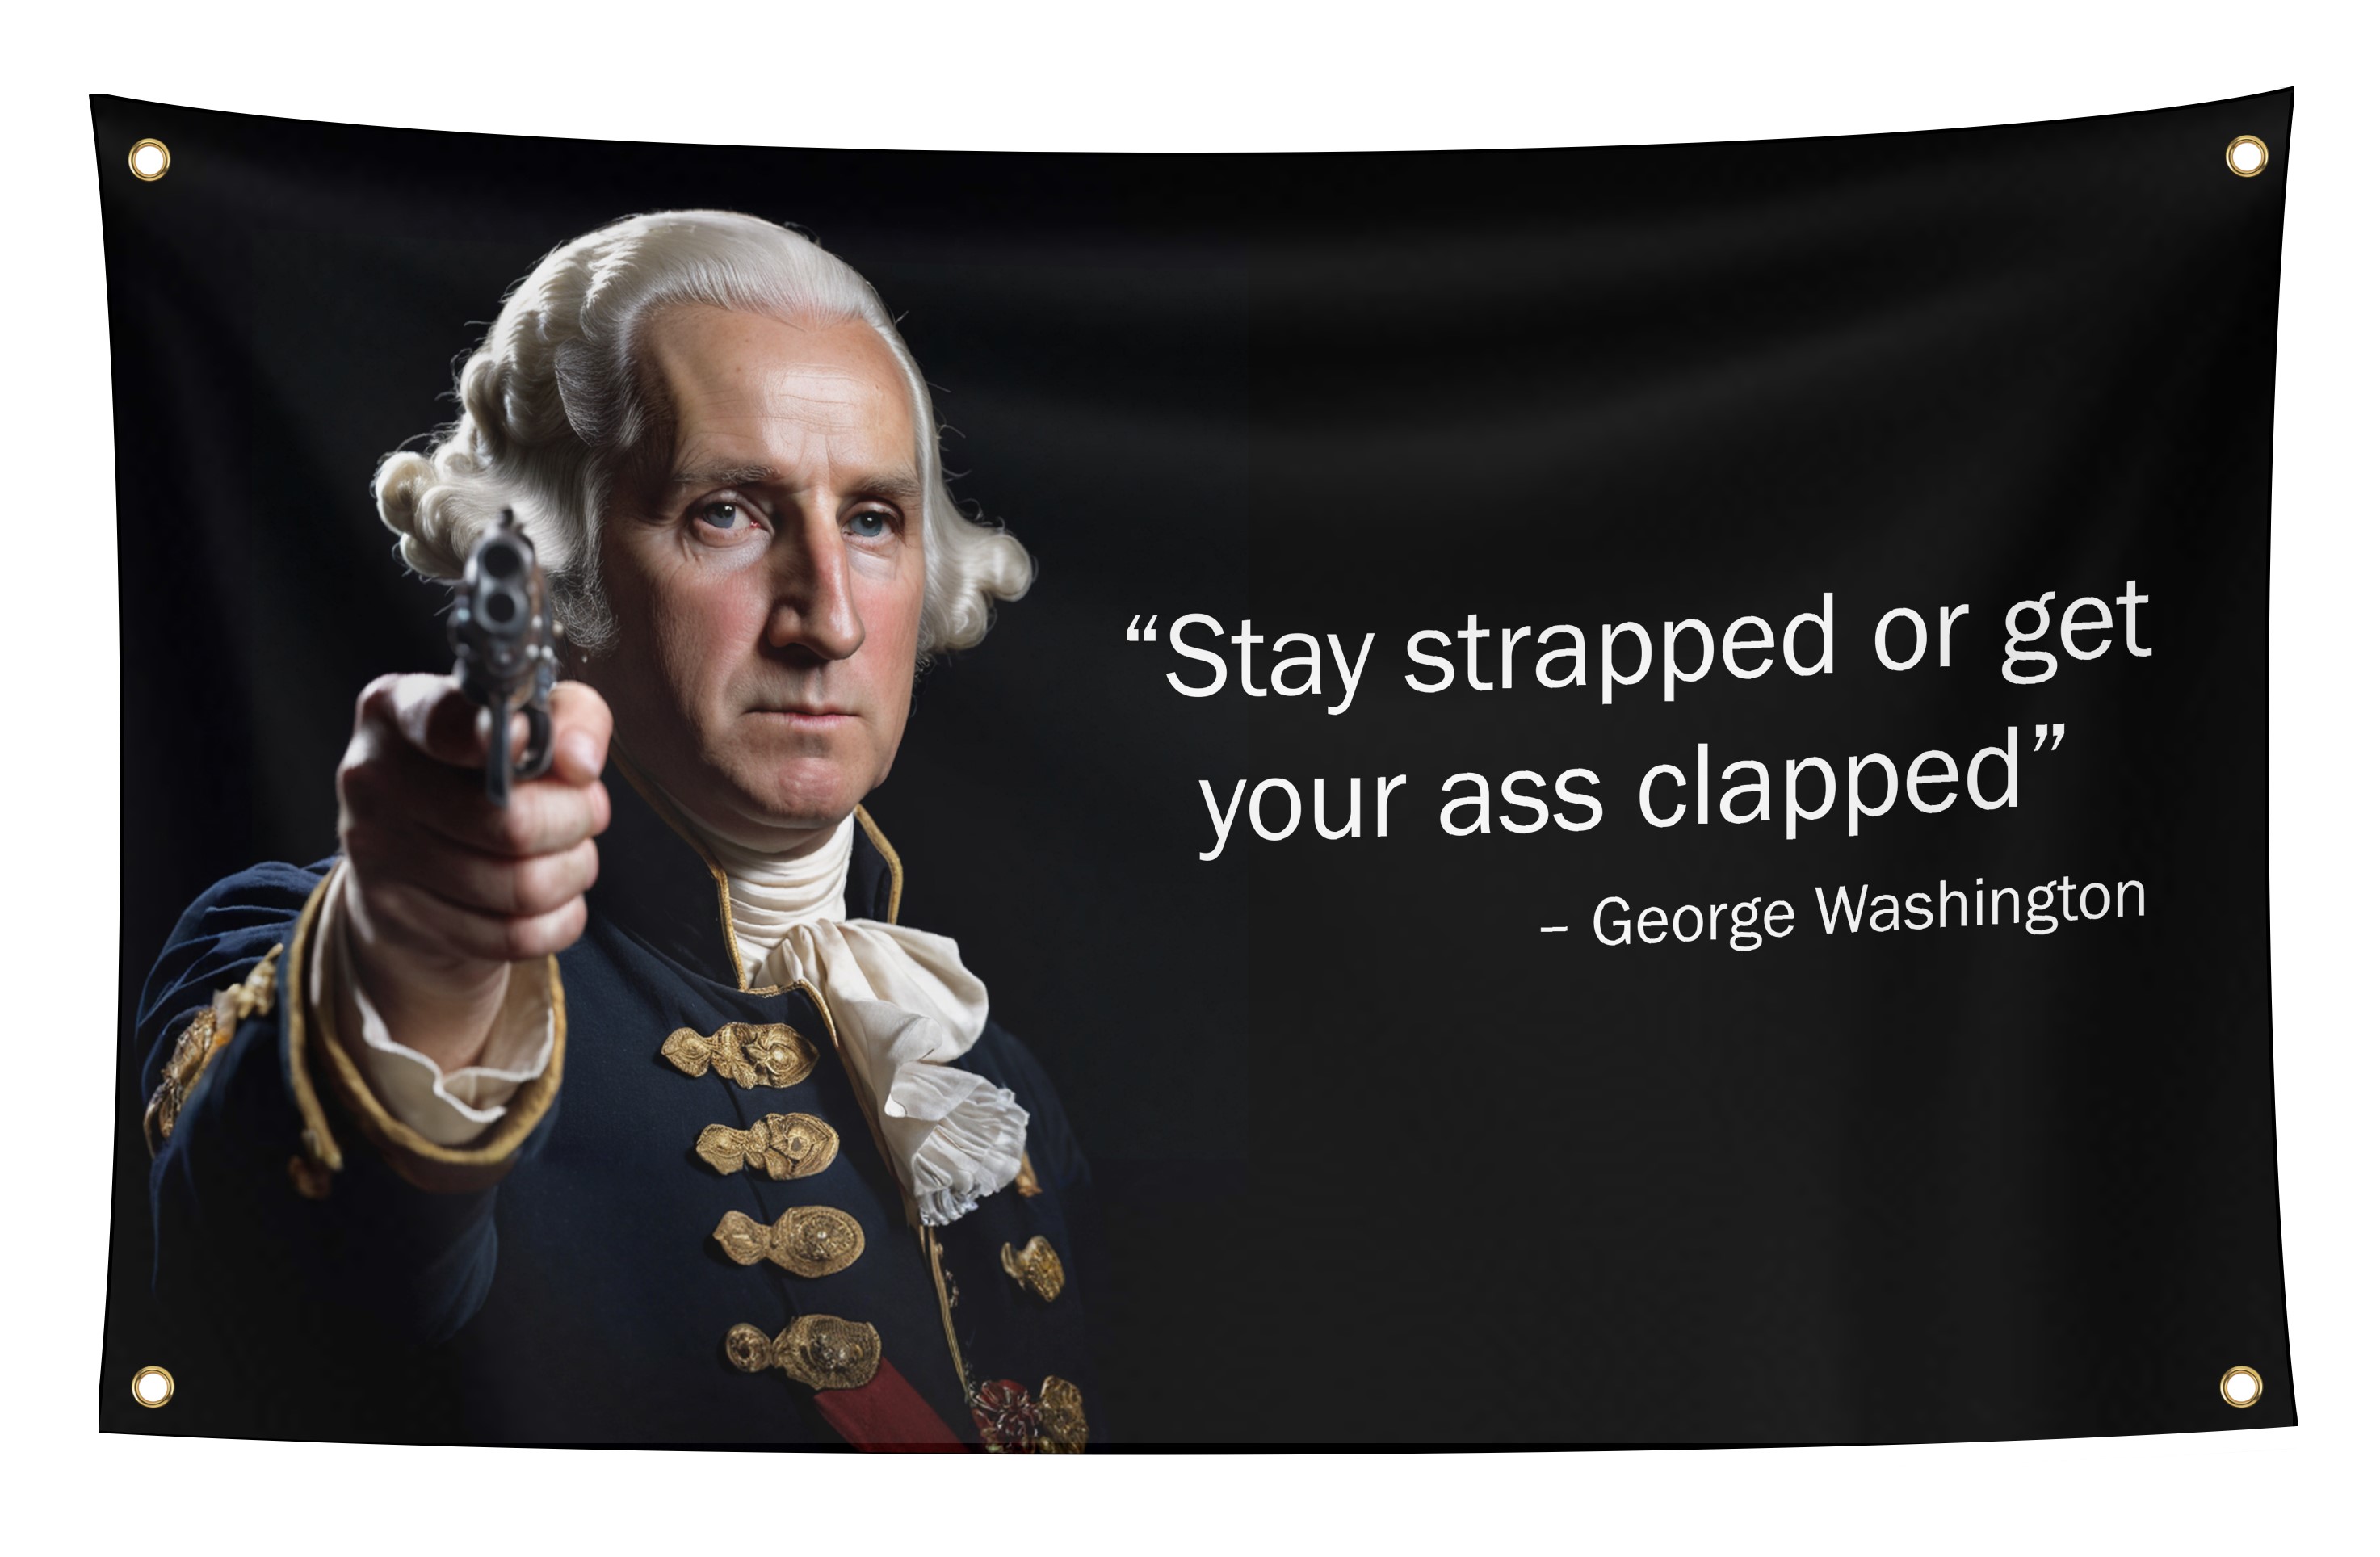 “Stay strapped or get
your ass clapped”
– George Washington